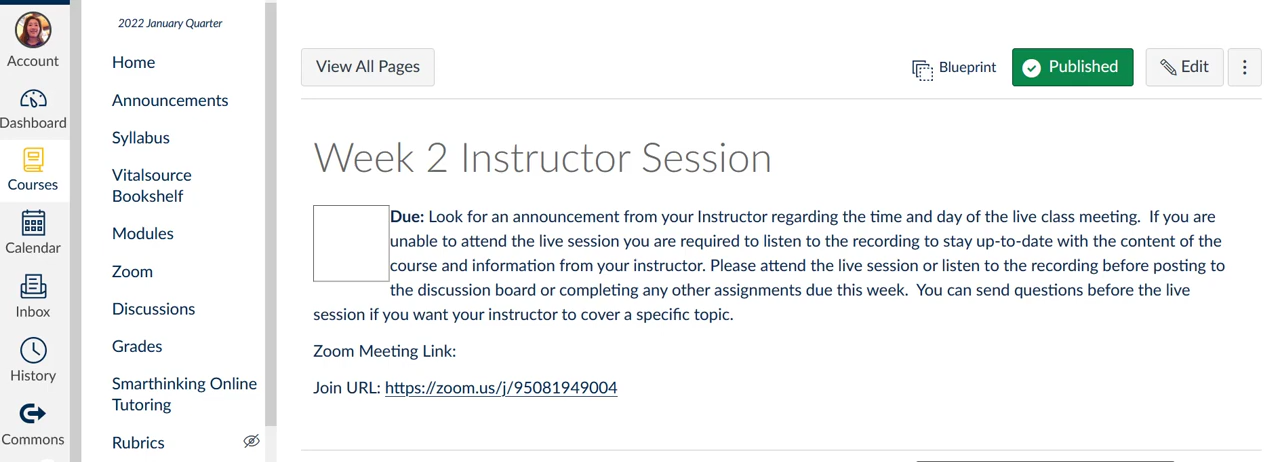 2022 January Quarter
Account
Dashboard
Courses
Calendar
Inbox
History
Commons
Home
Announcements
Syllabus
Vitalsource
Bookshelf
Modules
Zoom
Discussions
Grades
Smarthinking Online
Tutoring
Rubrics
View All Pages
Blueprint
Published
Edit
Week 2 Instructor Session
Due: Look for an announcement from your Instructor regarding the time and day of the live class meeting.  If you are
unable to attend the live session you are required to listen to the recording to stay up-to-date with the content of the
course and information from your instructor. Please attend the live session or listen to the recording before posting to
the discussion board or completing any other assignments due this week.  You can send questions before the live
session if you want your instructor to cover a specific topic.
Zoom Meeting Link:
Join URL: https://zoom.us/j/95081949004